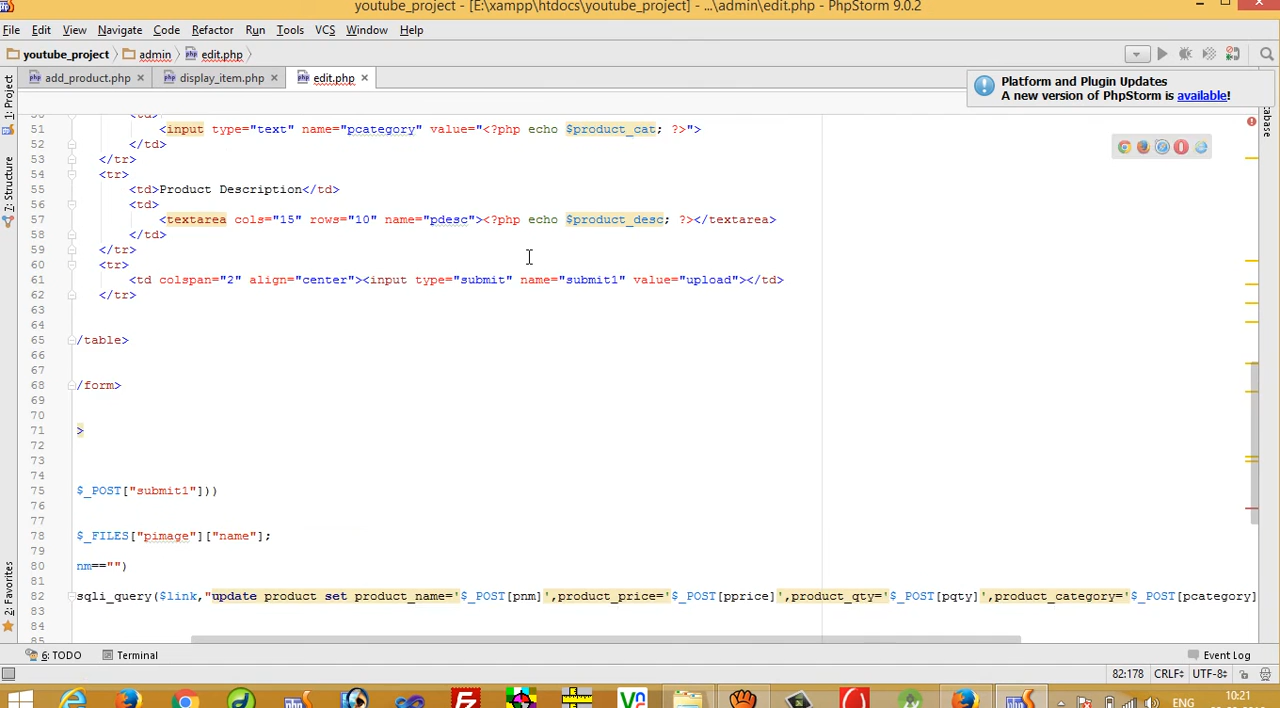 youtube_project - [E:\xampp\htdocs\youtube_project] - ...\admin\edit.php - PhpStorm 9.0.2
File Edit View Navigate Code Refactor Run Tools VCS Window Help
youtube_project admin edit.php
add_product.php display_item.php edit.php
Platform and Plugin Updates
A new version of PhpStorm is available!
1: Project
7: Structure
2: Favorites
Database
51 <input type="text" name="pcategory" value="<?php echo $product_cat; ?>">
52 </td>
53 </tr>
54 <tr>
55 <td>Product Description</td>
56 <td>
57 <textarea cols="15" rows="10" name="pdesc"><?php echo $product_desc; ?></textarea>
58 </td>
59 </tr>
60 <tr>
61 <td colspan="2" align="center"><input type="submit" name="submit1" value="upload"></td>
62 </tr>
63
64
65 /table>
66
67
68 /form>
69
70
71 >
72
73
74
75 $_POST["submit1"]))
76
77
78 $_FILES["pimage"]["name"];
79
80 nm=="")
81
82 sqli_query($link,"update product set product_name='$_POST[pnm]',product_price='$_POST[pprice]',product_qty='$_POST[pqty]',product_category='$_POST[pcategory]
83
84
85
6: TODO Terminal Event Log
82:178 CRLF÷ UTF-8÷
ENG 10:21